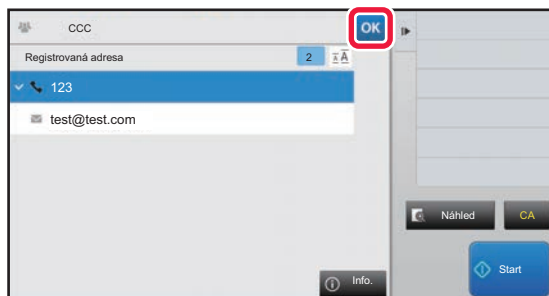 CCC
OK
Registrovaná adresa
2
A A
123
test@test.com
Náhled
CA
Start
Info.